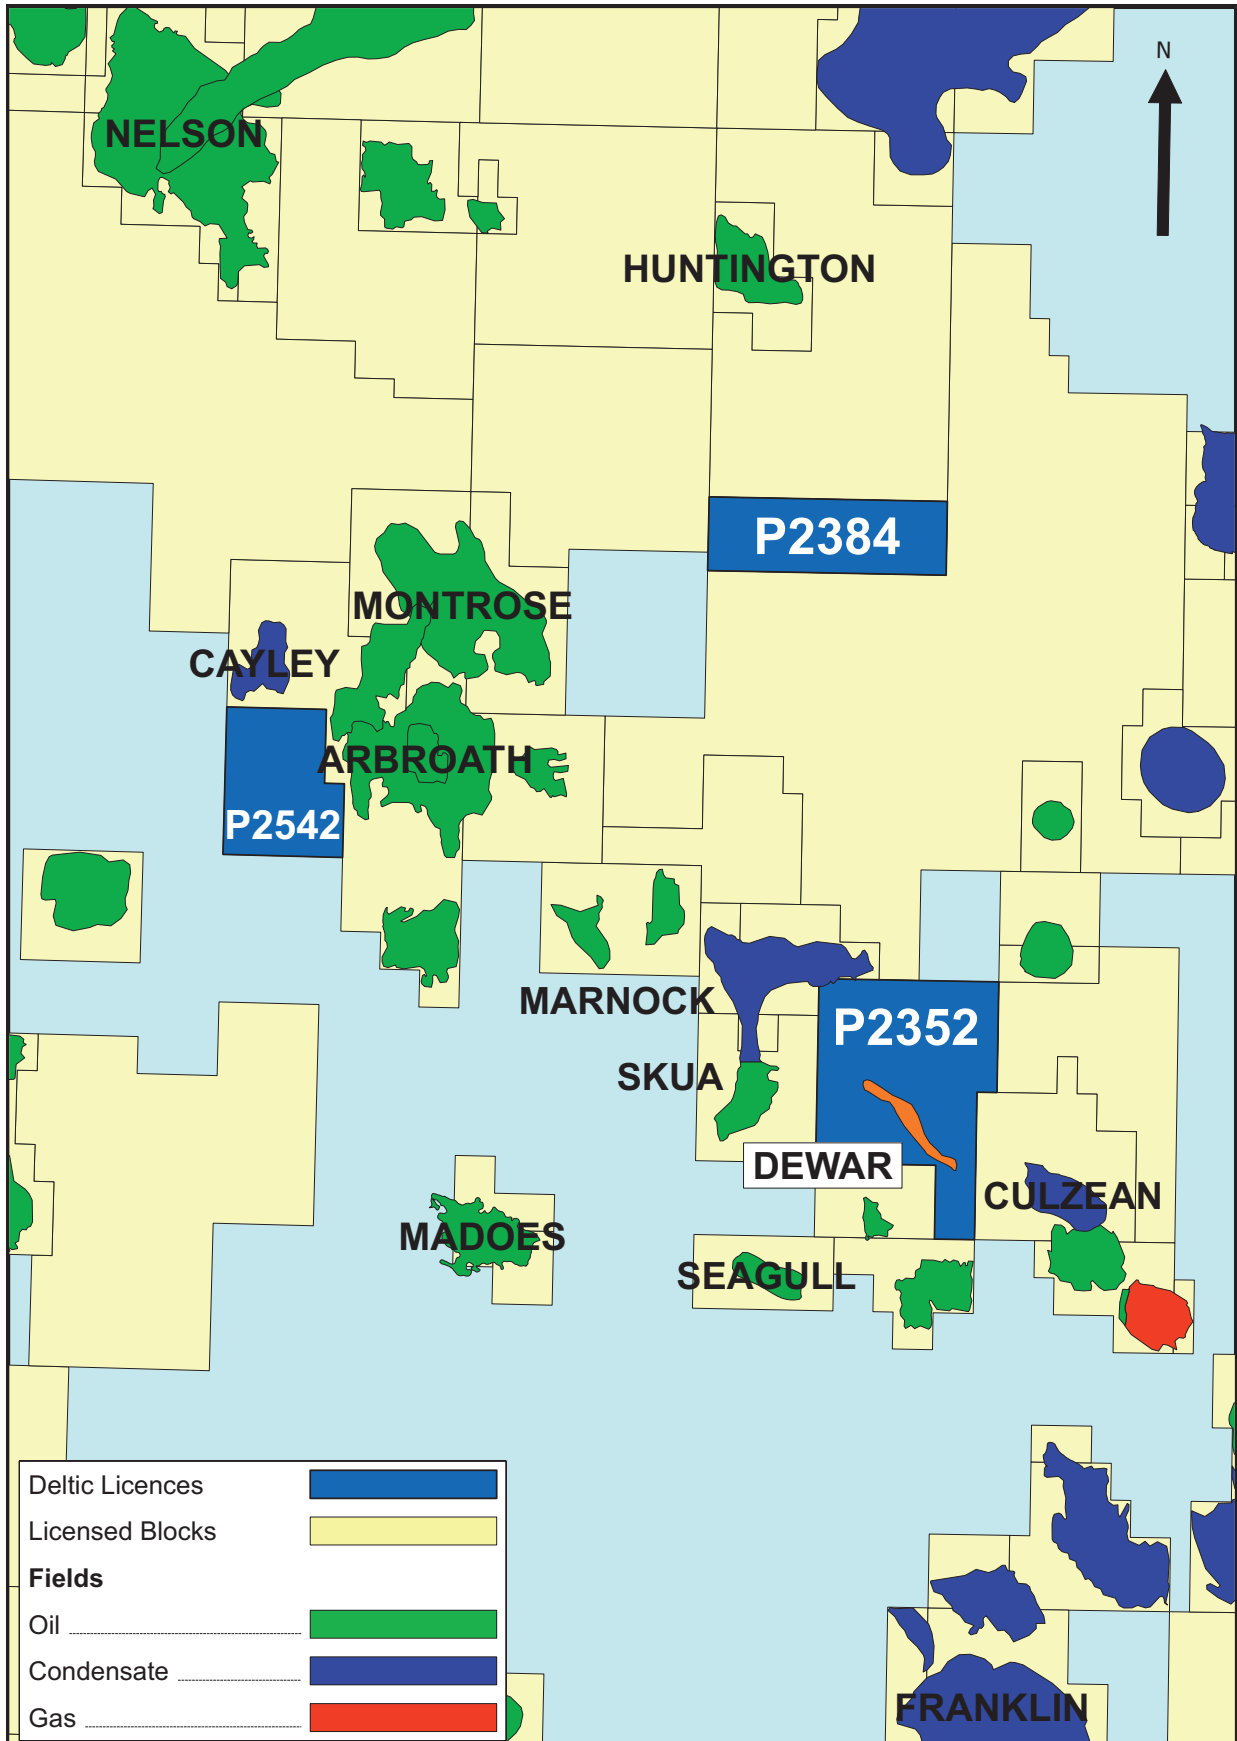 N
NELSON
HUNTINGTON
P2384
MONTROSE
CAYLEY
ARBROATH
P2542
MARNOCK
P2352
SKUA
DEWAR
CULZEAN
MADOES
SEAGULL
Deltic Licences
Licensed Blocks
Fields
Oil
Condensate
Gas
FRANKLIN